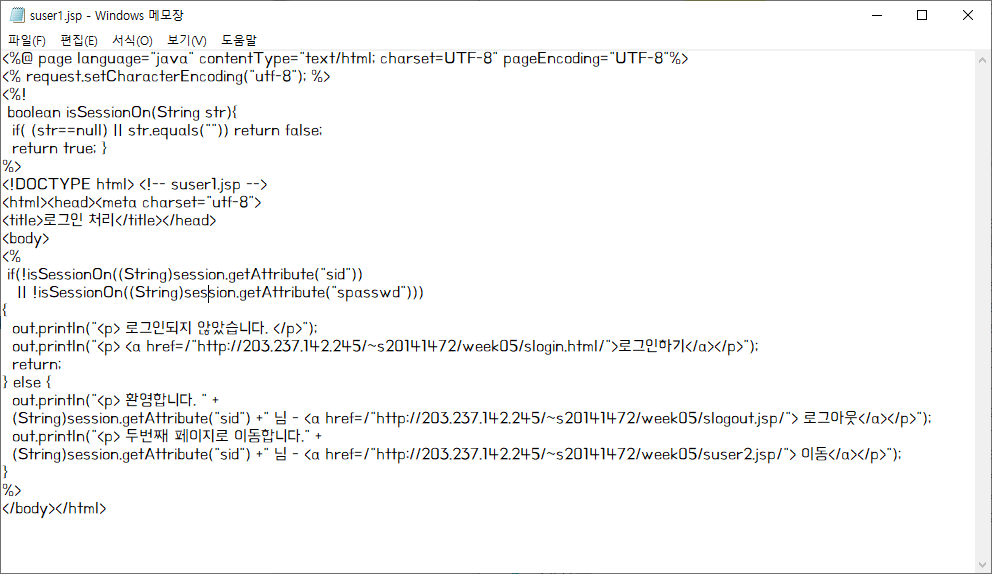 suser1.jsp - Windows 메모장
파일(F) 편집(E) 서식(O) 보기(V) 도움말
<%@ page language="java" contentType="text/html; charset=UTF-8" pageEncoding="UTF-8"%>
<% request.setCharacterEncoding("utf-8"); %>
<%!
 boolean isSessionOn(String str){
  if( (str==null) || str.equals("")) return false;
  return true; }
%>
<!DOCTYPE html> <!-- suser1.jsp -->
<html><head><meta charset="utf-8">
<title>로그인 처리</title></head>
<body>
<%
 if(!isSessionOn((String)session.getAttribute("sid"))
   || !isSessionOn((String)session.getAttribute("spasswd")))
{
  out.println("<p> 로그인되지 않았습니다. </p>");
  out.println("<p> <a href=/"http://203.237.142.245/~s20141472/week05/slogin.html/">로그인하기</a></p>");
  return;
} else {
  out.println("<p> 환영합니다. " +
  (String)session.getAttribute("sid") +" 님 - <a href=/"http://203.237.142.245/~s20141472/week05/slogout.jsp/"> 로그아웃</a></p>");
  out.println("<p> 두번째 페이지로 이동합니다." +
  (String)session.getAttribute("sid") +" 님 - <a href=/"http://203.237.142.245/~s20141472/week05/suser2.jsp/"> 이동</a></p>");
}
%>
</body></html>